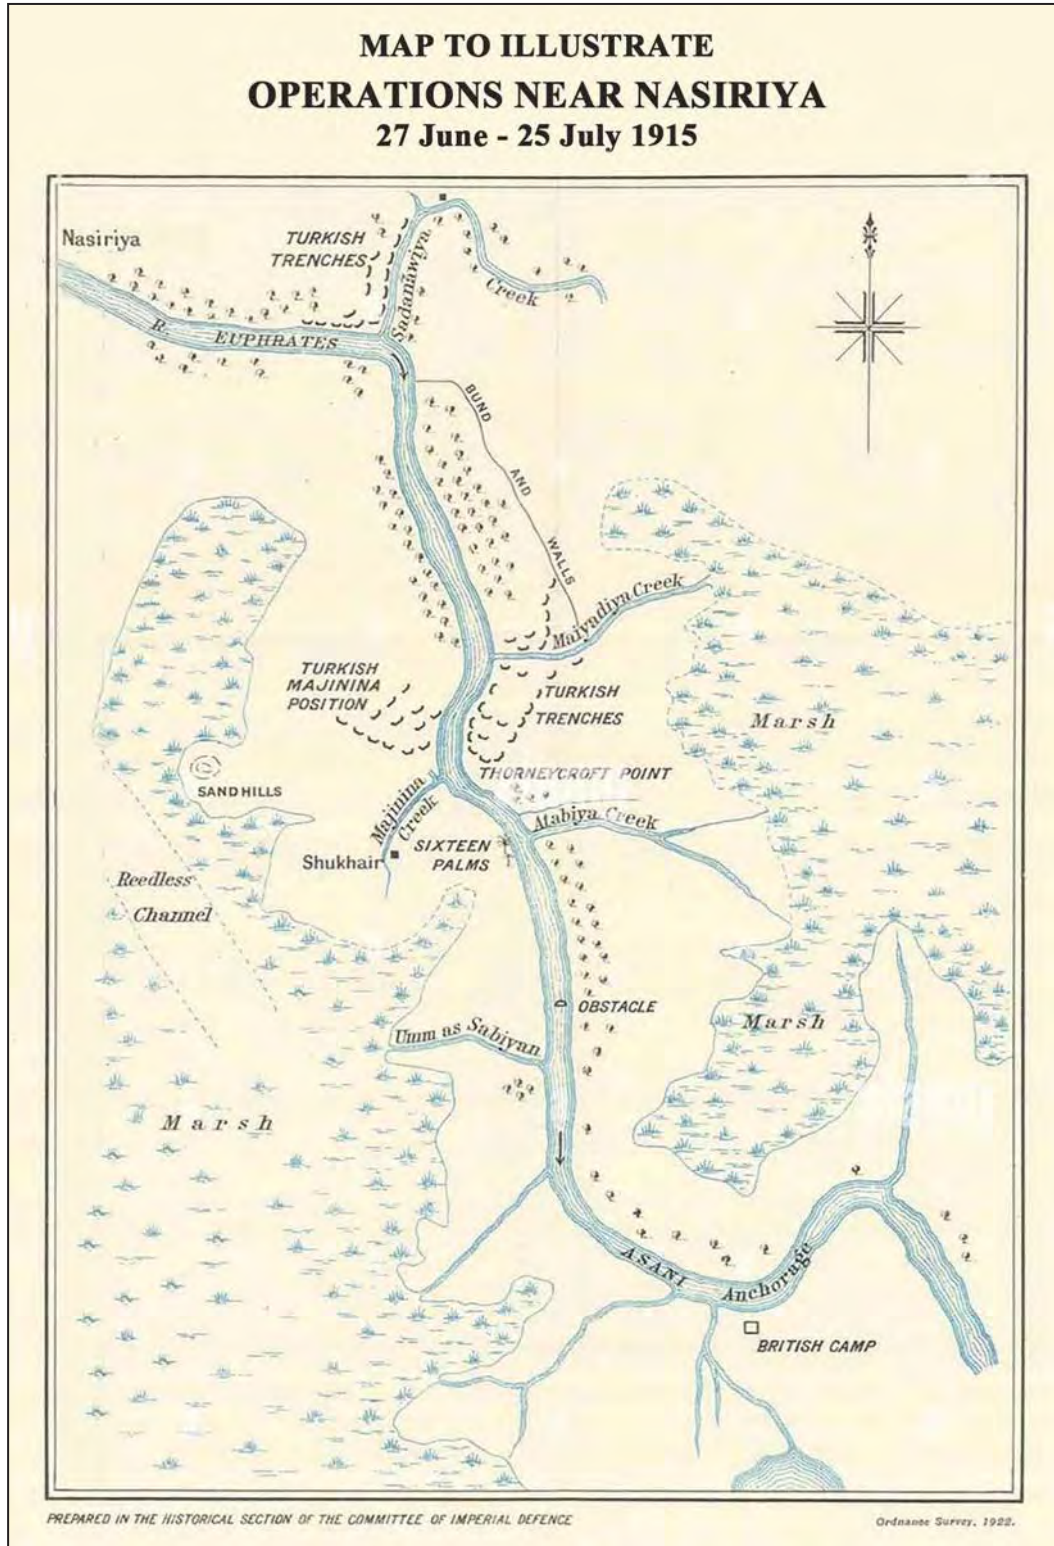 MAP TO ILLUSTRATE
OPERATIONS NEAR NASIRIYA
27 June - 25 July 1915
Nasiriya
TURKISH
TRENCHES
Sadanawiya
Creek
R. EUPHRATES
BUND AND WALLS
Maiyadiya Creek
TURKISH
MAJININA
POSITION
TURKISH
TRENCHES
Marsh
THORNEYCROFT POINT
SANDHILLS
Majinina
Creek
Atabiya Creek
SIXTEEN
PALMS
Shukhair
Reedless
Channel
OBSTACLE
Marsh
Umm as Sabiyan
Marsh
ASANI
Anchorage
BRITISH CAMP
PREPARED IN THE HISTORICAL SECTION OF THE COMMITTEE OF IMPERIAL DEFENCE
Ordnance Survey, 1922.